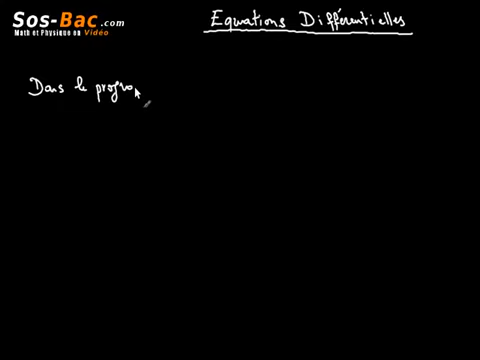 Sos-Bac.com
Math et Physique en Vidéo
Equations Différentielles
Dans le progra